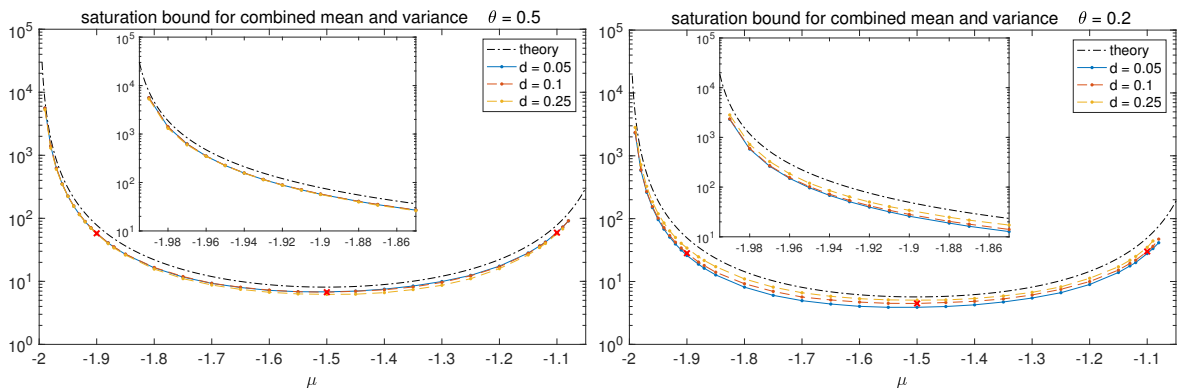 saturation bound for combined mean and variance θ = 0.5
10^5
10^4
10^3
10^2
10^1
10^0
-2 -1.9 -1.8 -1.7 -1.6 -1.5 -1.4 -1.3 -1.2 -1.1
μ
10^5
10^4
10^3
10^2
10^1
-1.98 -1.96 -1.94 -1.92 -1.9 -1.88 -1.86
theory
d = 0.05
d = 0.1
d = 0.25
saturation bound for combined mean and variance θ = 0.2
10^5
10^4
10^3
10^2
10^1
10^0
-2 -1.9 -1.8 -1.7 -1.6 -1.5 -1.4 -1.3 -1.2 -1.1
μ
10^5
10^4
10^3
10^2
10^1
-1.98 -1.96 -1.94 -1.92 -1.9 -1.88 -1.86
theory
d = 0.05
d = 0.1
d = 0.25